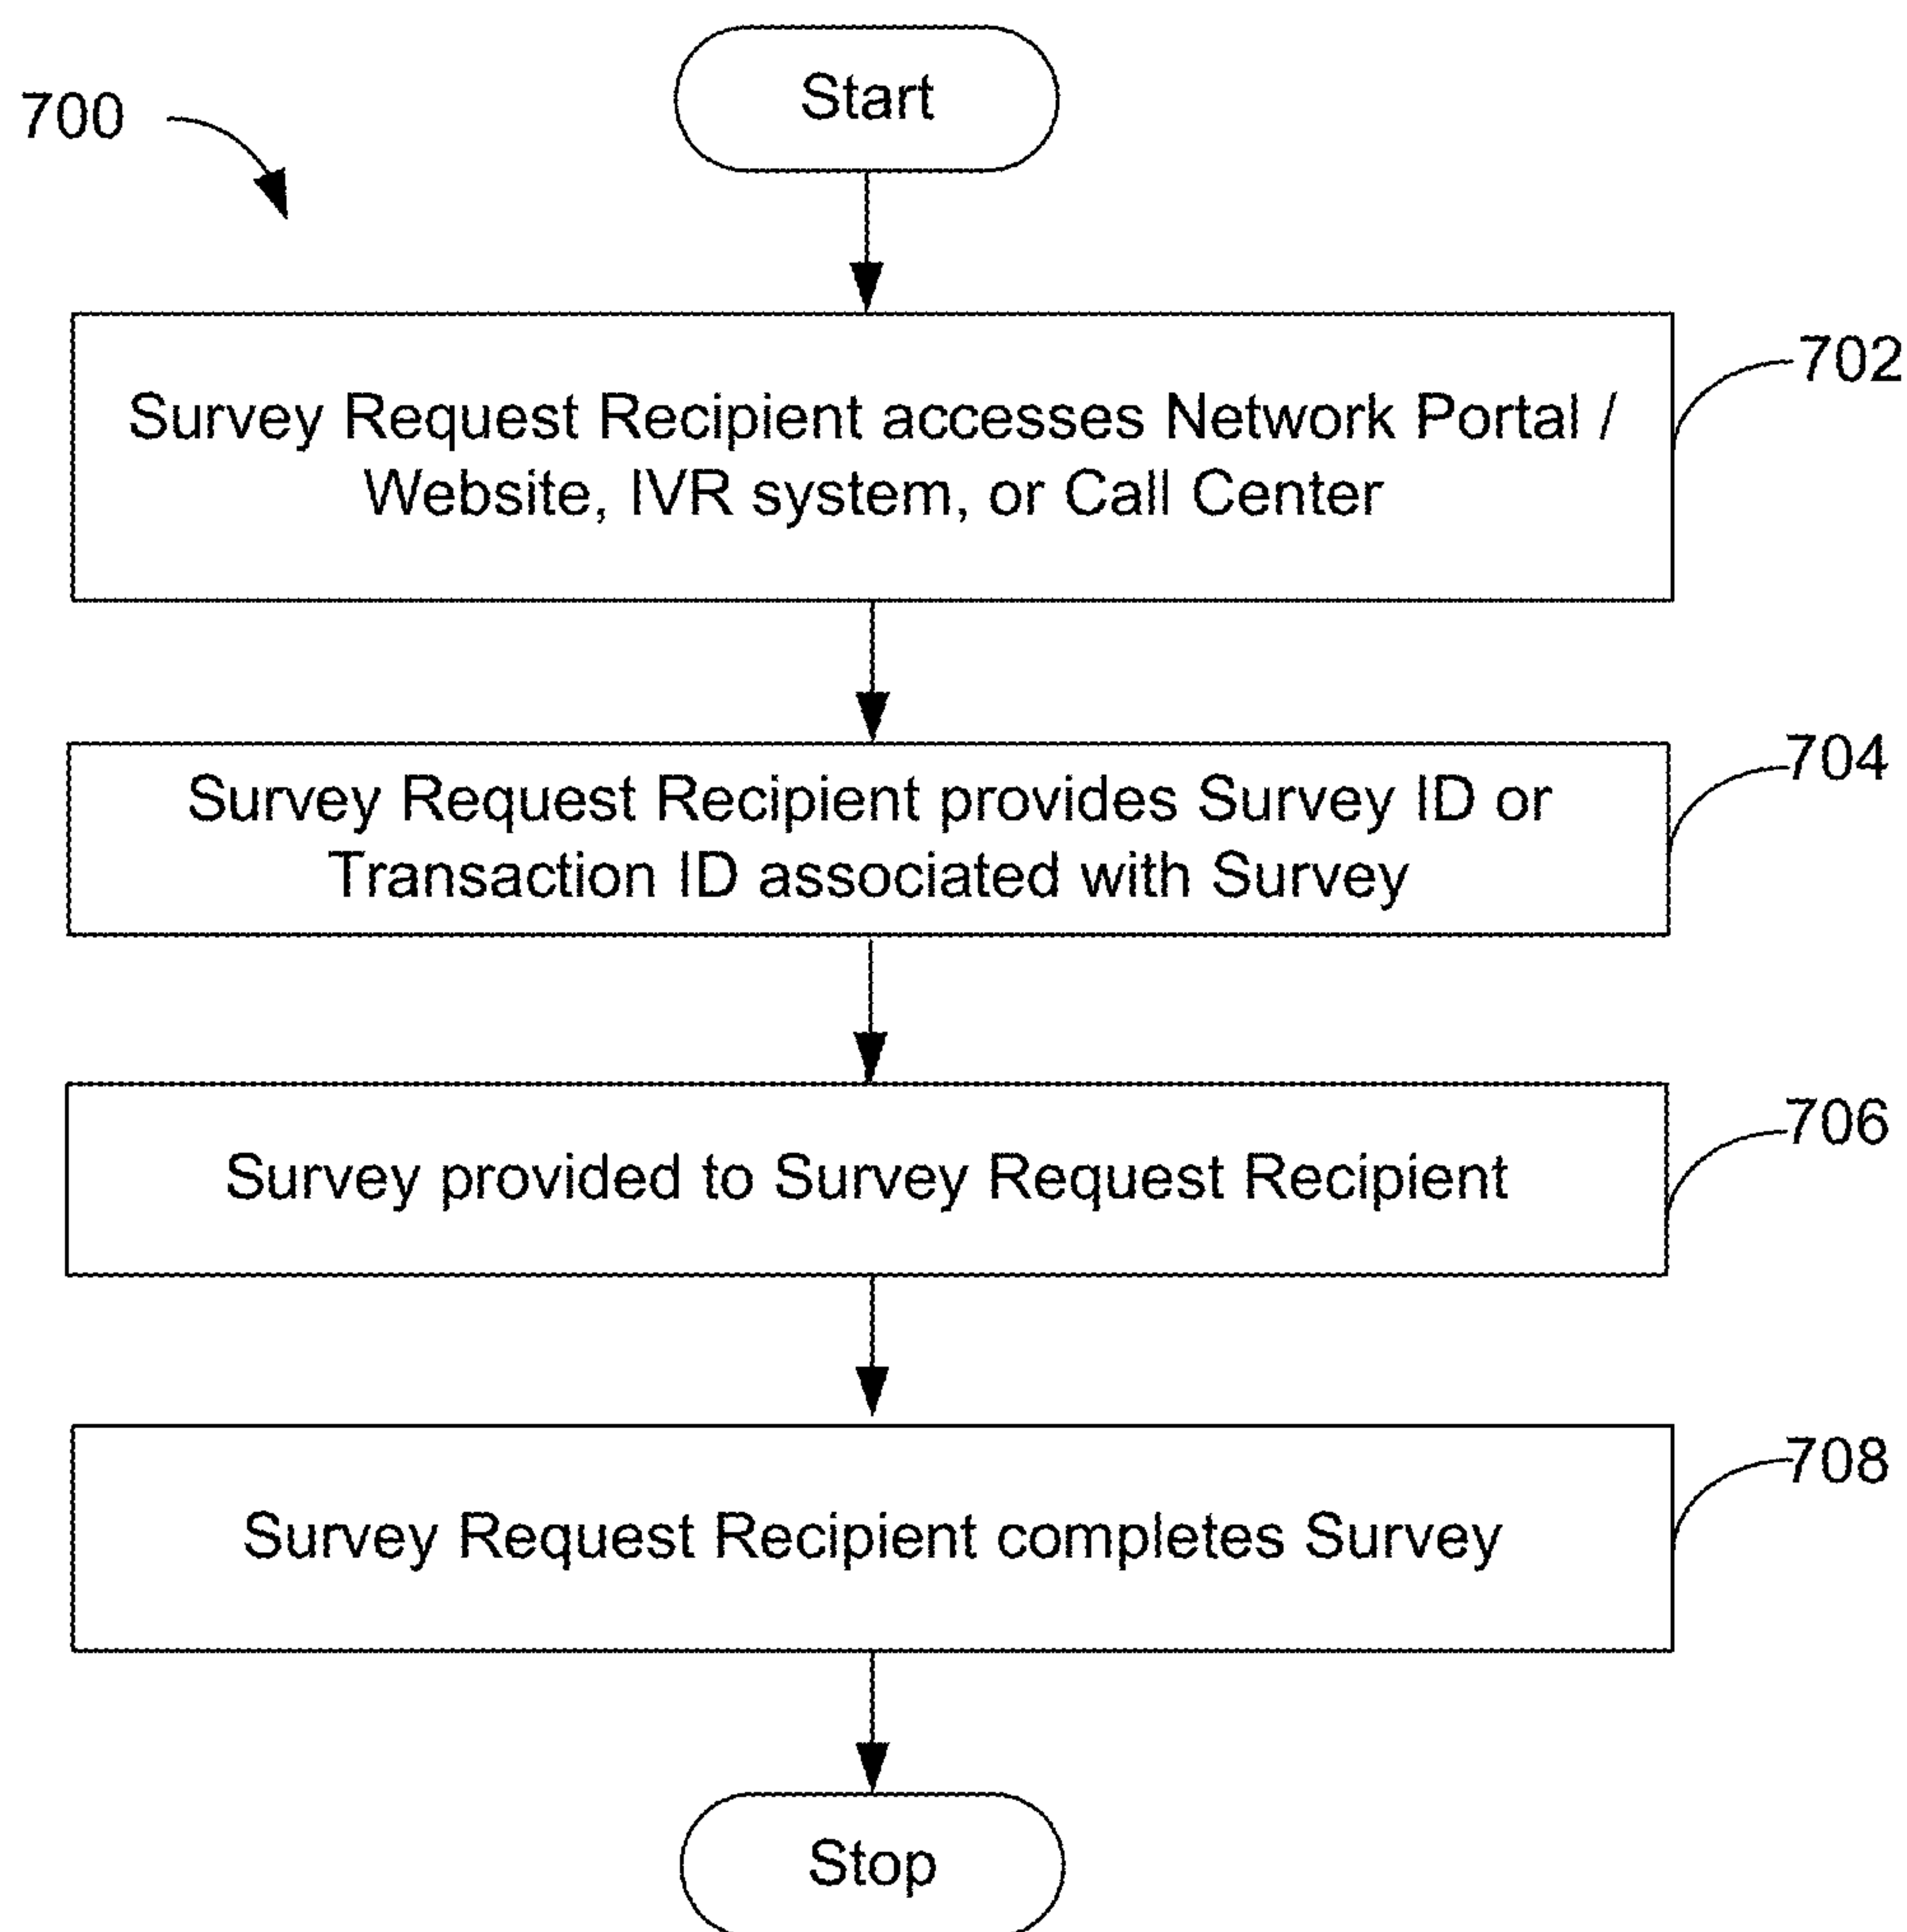 700
Start
Survey Request Recipient accesses Network Portal /
Website, IVR system, or Call Center
702
Survey Request Recipient provides Survey ID or
Transaction ID associated with Survey
704
Survey provided to Survey Request Recipient
706
Survey Request Recipient completes Survey
708
Stop